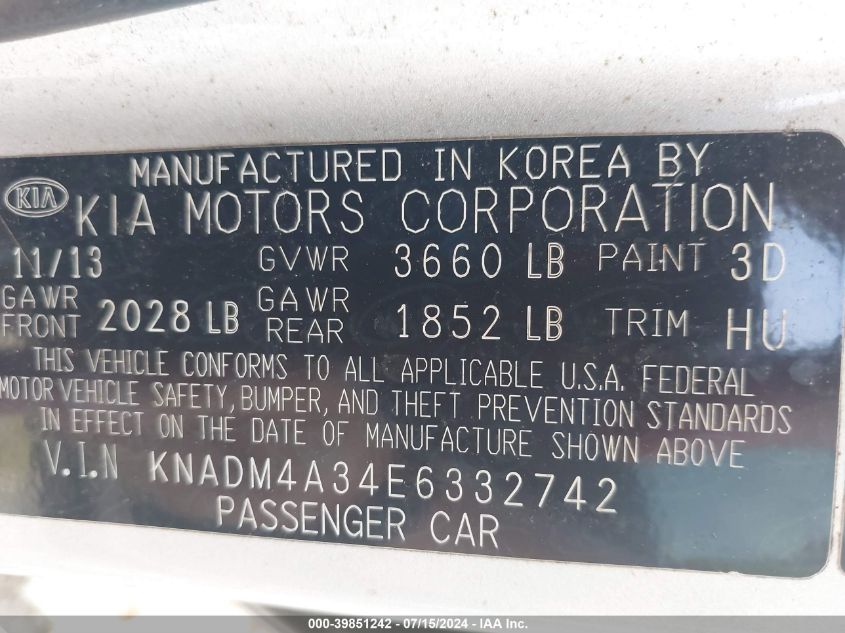 MANUFACTURED IN KOREA BY
KIA KIA MOTORS CORPORATION
11/13 GVWR 3660 LB PAINT 3D
GAWR FRONT 2028 LB GAWR REAR 1852 LB TRIM HU
THIS VEHICLE CONFORMS TO ALL APPLICABLE U.S.A. FEDERAL
MOTOR VEHICLE SAFETY, BUMPER, AND THEFT PREVENTION STANDARDS
IN EFFECT ON THE DATE OF MANUFACTURE SHOWN ABOVE
V.I.N KNADM4A34E6332742
PASSENGER CAR
000-39851242 - 07/15/2024 - IAA Inc.